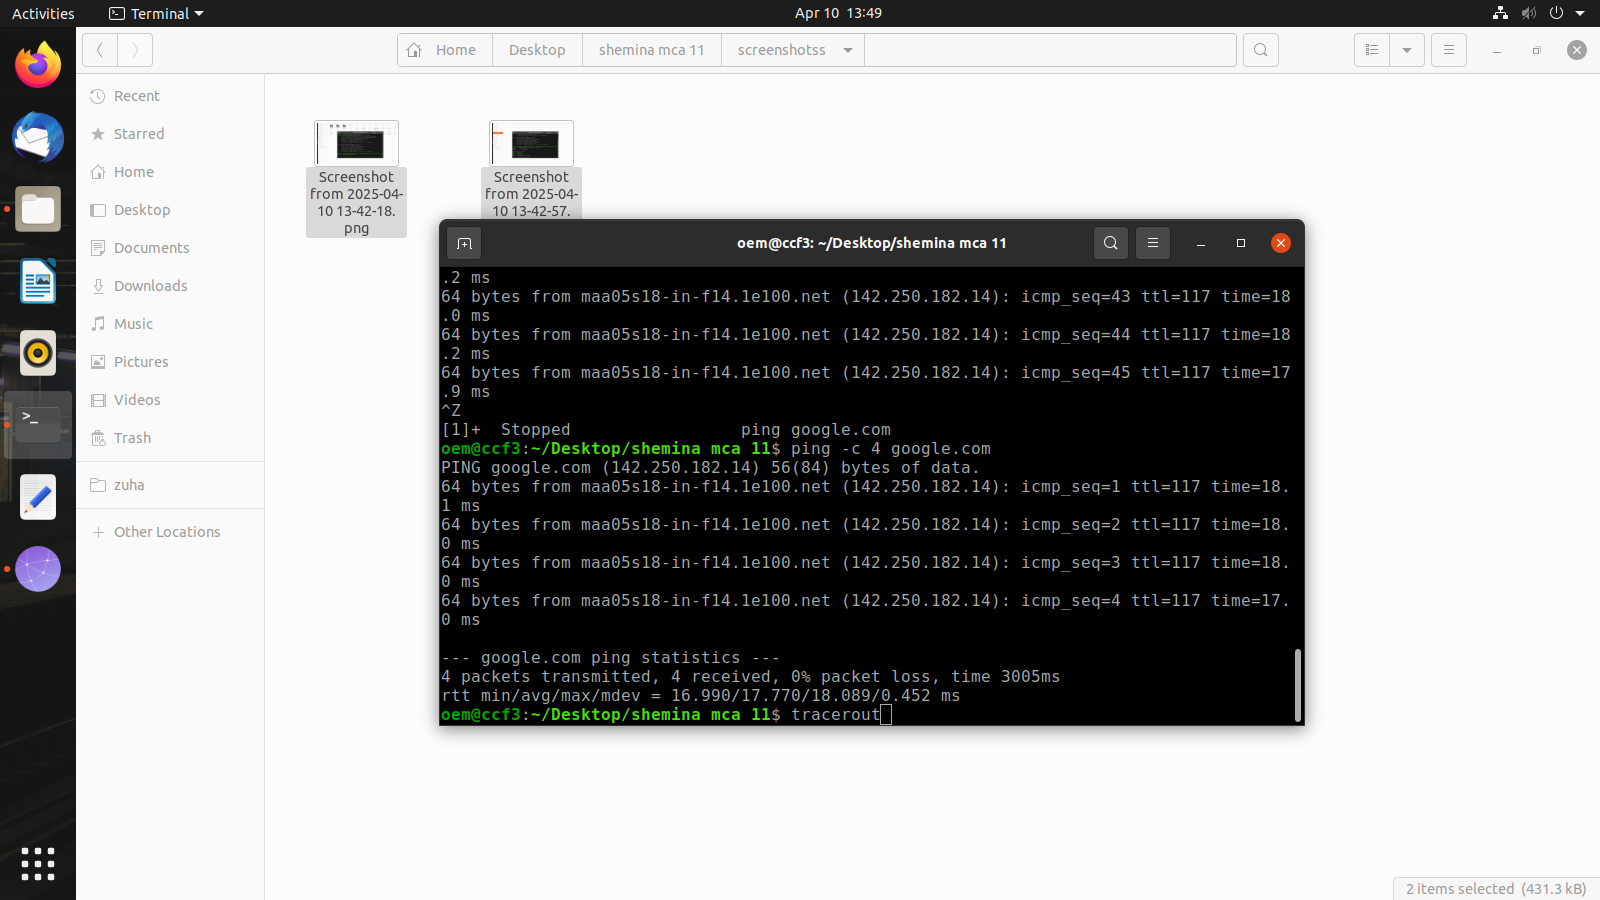 Activities
Terminal
Apr 10 13:49
Home
Desktop
shemina mca 11
screenshotss
Recent
Starred
Home
Desktop
Documents
Downloads
Music
Pictures
Videos
Trash
zuha
Other Locations
Screenshot
from 2025-04-
10 13-42-18.
png
Screenshot
from 2025-04-
10 13-42-57.
oem@ccf3: ~/Desktop/shemina mca 11
.2 ms
64 bytes from maa05s18-in-f14.1e100.net (142.250.182.14): icmp_seq=43 ttl=117 time=18
.0 ms
64 bytes from maa05s18-in-f14.1e100.net (142.250.182.14): icmp_seq=44 ttl=117 time=18
.2 ms
64 bytes from maa05s18-in-f14.1e100.net (142.250.182.14): icmp_seq=45 ttl=117 time=17
.9 ms
^Z
[1]+  Stopped                 ping google.com
oem@ccf3:~/Desktop/shemina mca 11$ ping -c 4 google.com
PING google.com (142.250.182.14) 56(84) bytes of data.
64 bytes from maa05s18-in-f14.1e100.net (142.250.182.14): icmp_seq=1 ttl=117 time=18.
1 ms
64 bytes from maa05s18-in-f14.1e100.net (142.250.182.14): icmp_seq=2 ttl=117 time=18.
0 ms
64 bytes from maa05s18-in-f14.1e100.net (142.250.182.14): icmp_seq=3 ttl=117 time=18.
0 ms
64 bytes from maa05s18-in-f14.1e100.net (142.250.182.14): icmp_seq=4 ttl=117 time=17.
0 ms
--- google.com ping statistics ---
4 packets transmitted, 4 received, 0% packet loss, time 3005ms
rtt min/avg/max/mdev = 16.990/17.770/18.089/0.452 ms
oem@ccf3:~/Desktop/shemina mca 11$ tracerout
2 items selected (431.3 kB)